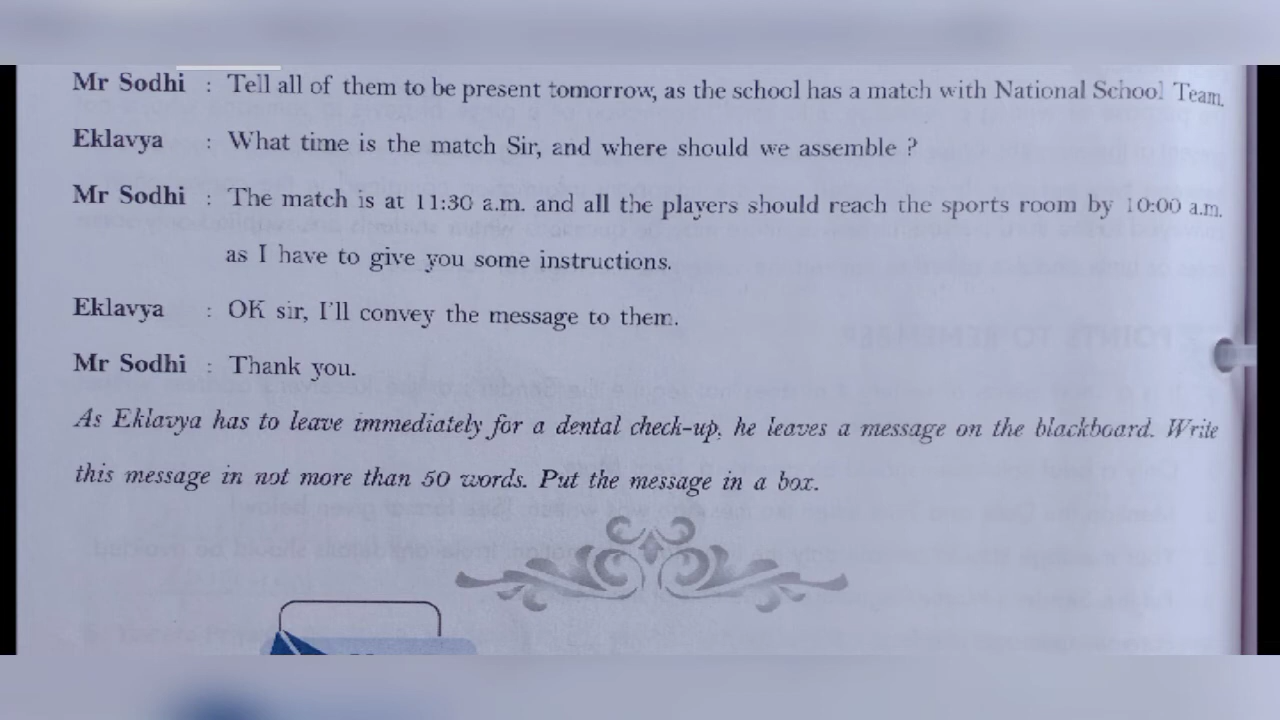 Mr Sodhi : Tell all of them to be present tomorrow, as the school has a match with National School Team.
Eklavya : What time is the match Sir, and where should we assemble ?
Mr Sodhi : The match is at 11:30 a.m. and all the players should reach the sports room by 10:00 a.m.
as I have to give you some instructions.
Eklavya : OK sir, I'll convey the message to them.
Mr Sodhi : Thank you.
As Eklavya has to leave immediately for a dental check-up, he leaves a message on the blackboard. Write
this message in not more than 50 words. Put the message in a box.